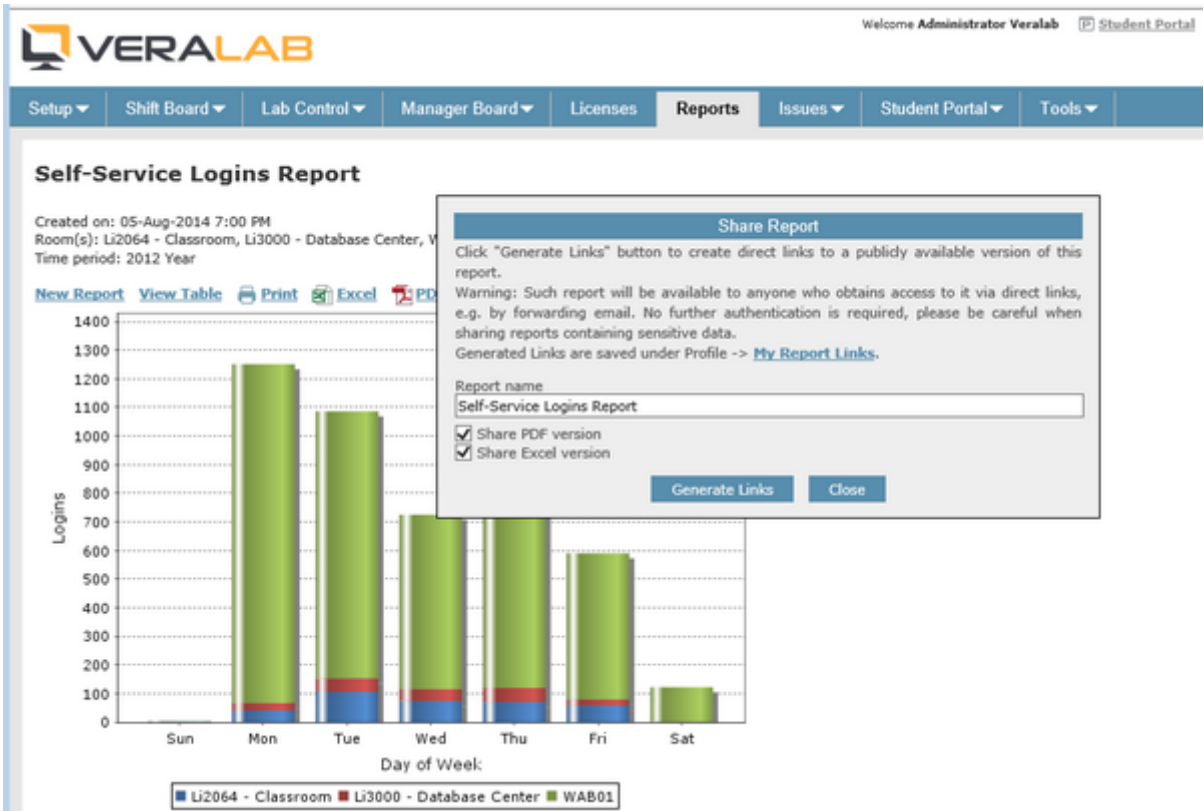 VERALAB
Welcome Administrator Veralab P Student Portal
Setup Shift Board Lab Control Manager Board Licenses Reports Issues Student Portal Tools
Self-Service Logins Report
Created on: 05-Aug-2014 7:00 PM
Room(s): Li2064 - Classroom, Li3000 - Database Center,
Time period: 2012 Year
New Report View Table Print Excel PD
Share Report
Click "Generate Links" button to create direct links to a publicly available version of this
report.
Warning: Such report will be available to anyone who obtains access to it via direct links,
e.g. by forwarding email. No further authentication is required, please be careful when
sharing reports containing sensitive data.
Generated Links are saved under Profile -> My Report Links.
Report name
Self-Service Logins Report
Share PDF version
Share Excel version
Generate Links Close
1400
1300
1200
1100
1000
900
800
700
600
500
400
300
200
100
0
Logins
Sun Mon Tue Wed Thu Fri Sat
Day of Week
Li2064 - Classroom Li3000 - Database Center WAB01